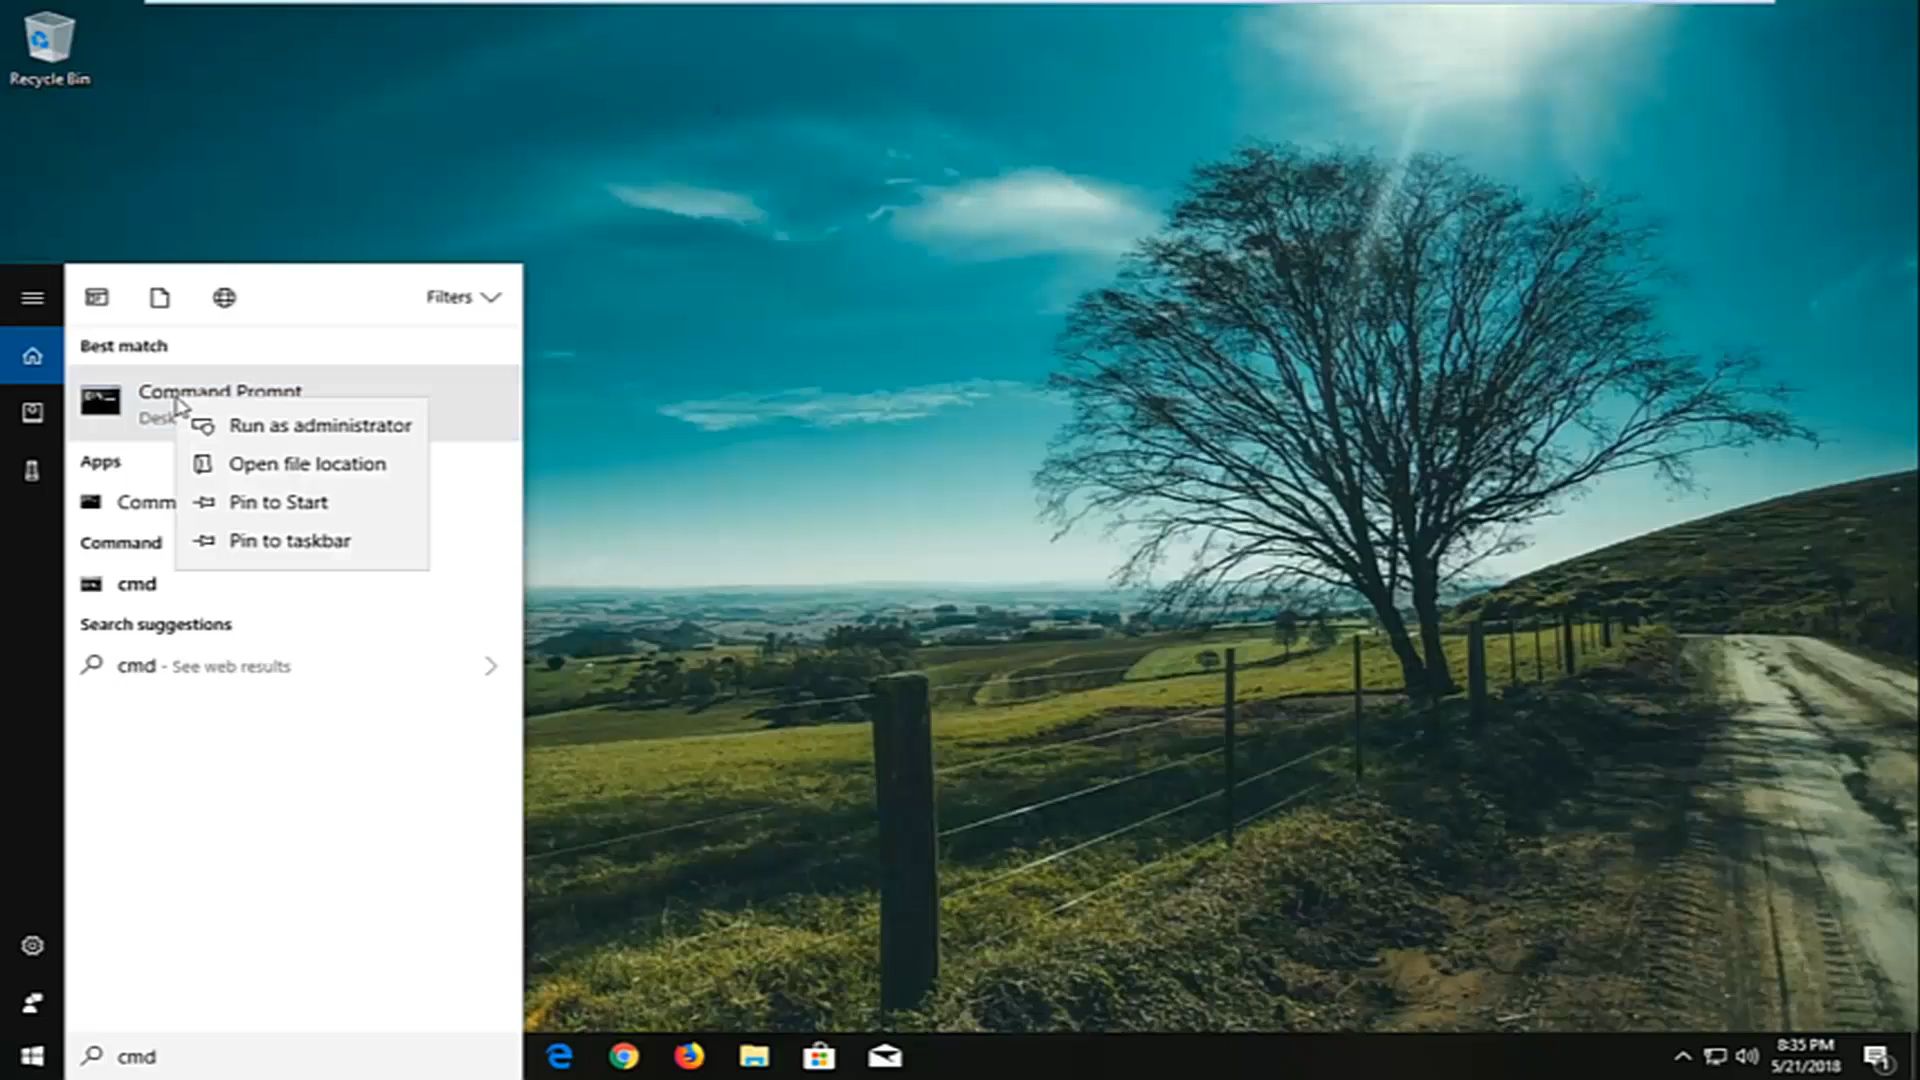 Recycle Bin
Filters
Best match
Command Prompt
Desk
Run as administrator
Apps
Open file location
Comm
Pin to Start
Command
Pin to taskbar
cmd
Search suggestions
cmd - See web results
cmd
8:35 PM
5/21/2018
1